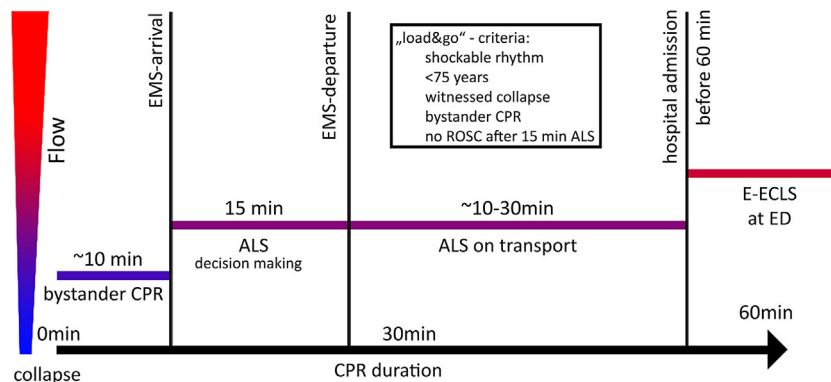 „load&go“ - criteria:
shockable rhythm
<75 years
witnessed collapse
bystander CPR
no ROSC after 15 min ALS
Flow
EMS-arrival
EMS-departure
hospital admission
before 60 min
~10 min
bystander CPR
15 min
ALS
decision making
~10-30min
ALS on transport
E-ECLS
at ED
0min
30min
60min
collapse
CPR duration